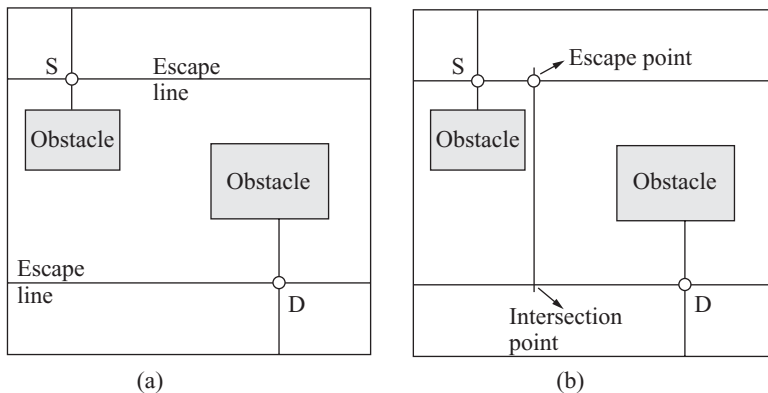 S
Escape
line
Obstacle
Obstacle
Escape
line
D
(a)
S
Escape point
Obstacle
Obstacle
D
Intersection
point
(b)